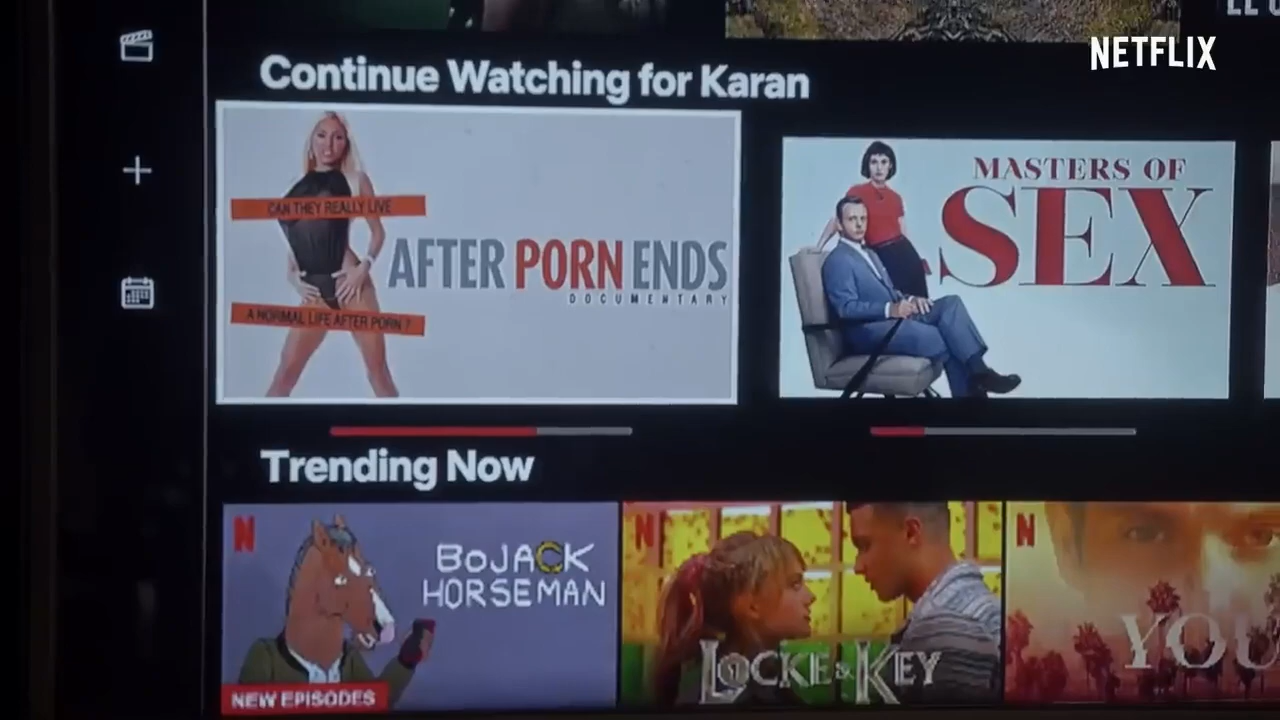 NETFLIX
Continue Watching for Karan
CAN THEY REALLY LIVE
AFTER PORN ENDS
DOCUMENTARY
A NORMAL LIFE AFTER PORN ?
MASTERS OF
SEX
Trending Now
N
BOJACK
HORSEMAN
NEW EPISODES
N
LOCKE & KEY
N
YOU